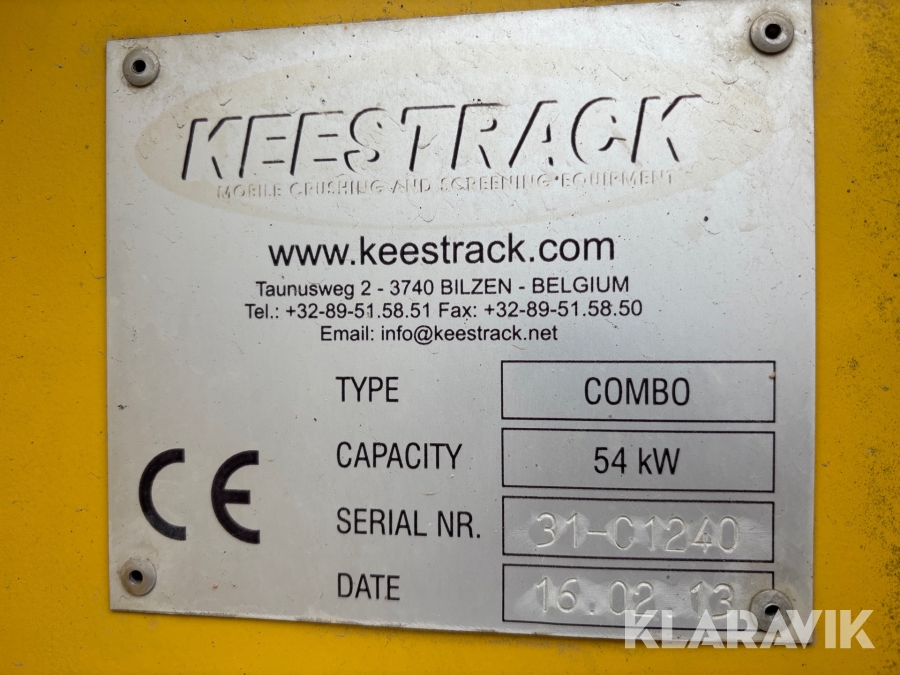 KEESTRACK
MOBILE CRUSHING AND SCREENING EQUIPMENT
www.keestrack.com
Taunusweg 2 - 3740 BILZEN - BELGIUM
Tel.: +32-89-51.58.51 Fax: +32-89-51.58.50
Email: info@keestrack.net
TYPE COMBO
CAPACITY 54 kW
CE
SERIAL NR. 31-C1240
DATE 16.02 13
KLARAVIK